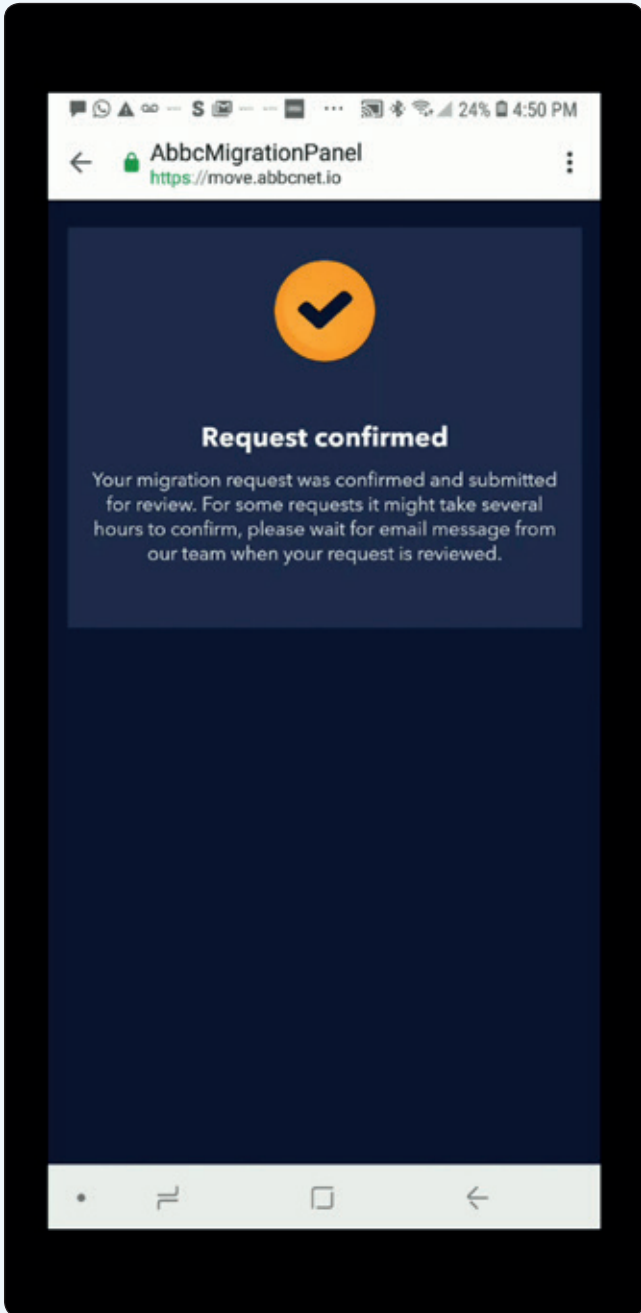 S 24% 4:50 PM
AbbcMigrationPanel
https://move.abbcnet.io
Request confirmed
Your migration request was confirmed and submitted
for review. For some requests it might take several
hours to confirm, please wait for email message from
our team when your request is reviewed.